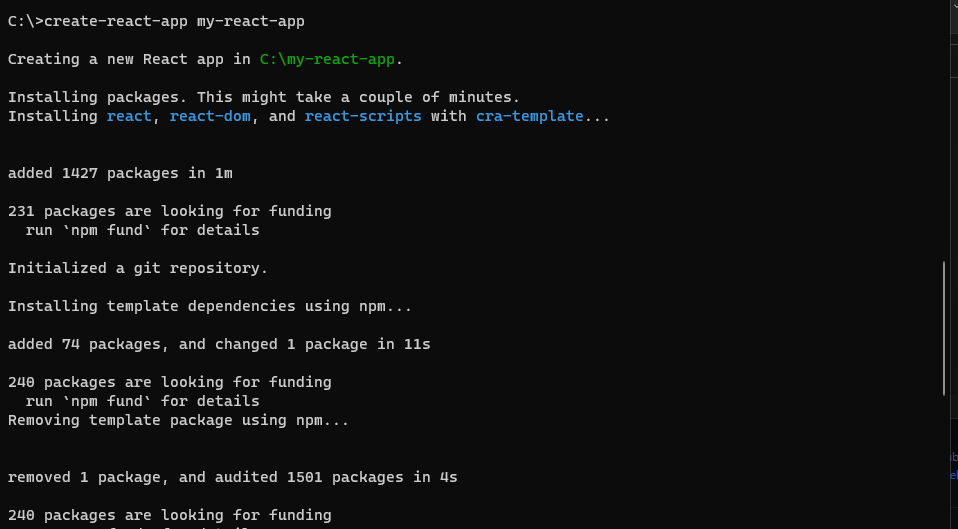 C:\>create-react-app my-react-app
Creating a new React app in C:\my-react-app.
Installing packages. This might take a couple of minutes.
Installing react, react-dom, and react-scripts with cra-template...
added 1427 packages in 1m
231 packages are looking for funding
  run `npm fund` for details
Initialized a git repository.
Installing template dependencies using npm...
added 74 packages, and changed 1 package in 11s
240 packages are looking for funding
  run `npm fund` for details
Removing template package using npm...
removed 1 package, and audited 1501 packages in 4s
240 packages are looking for funding